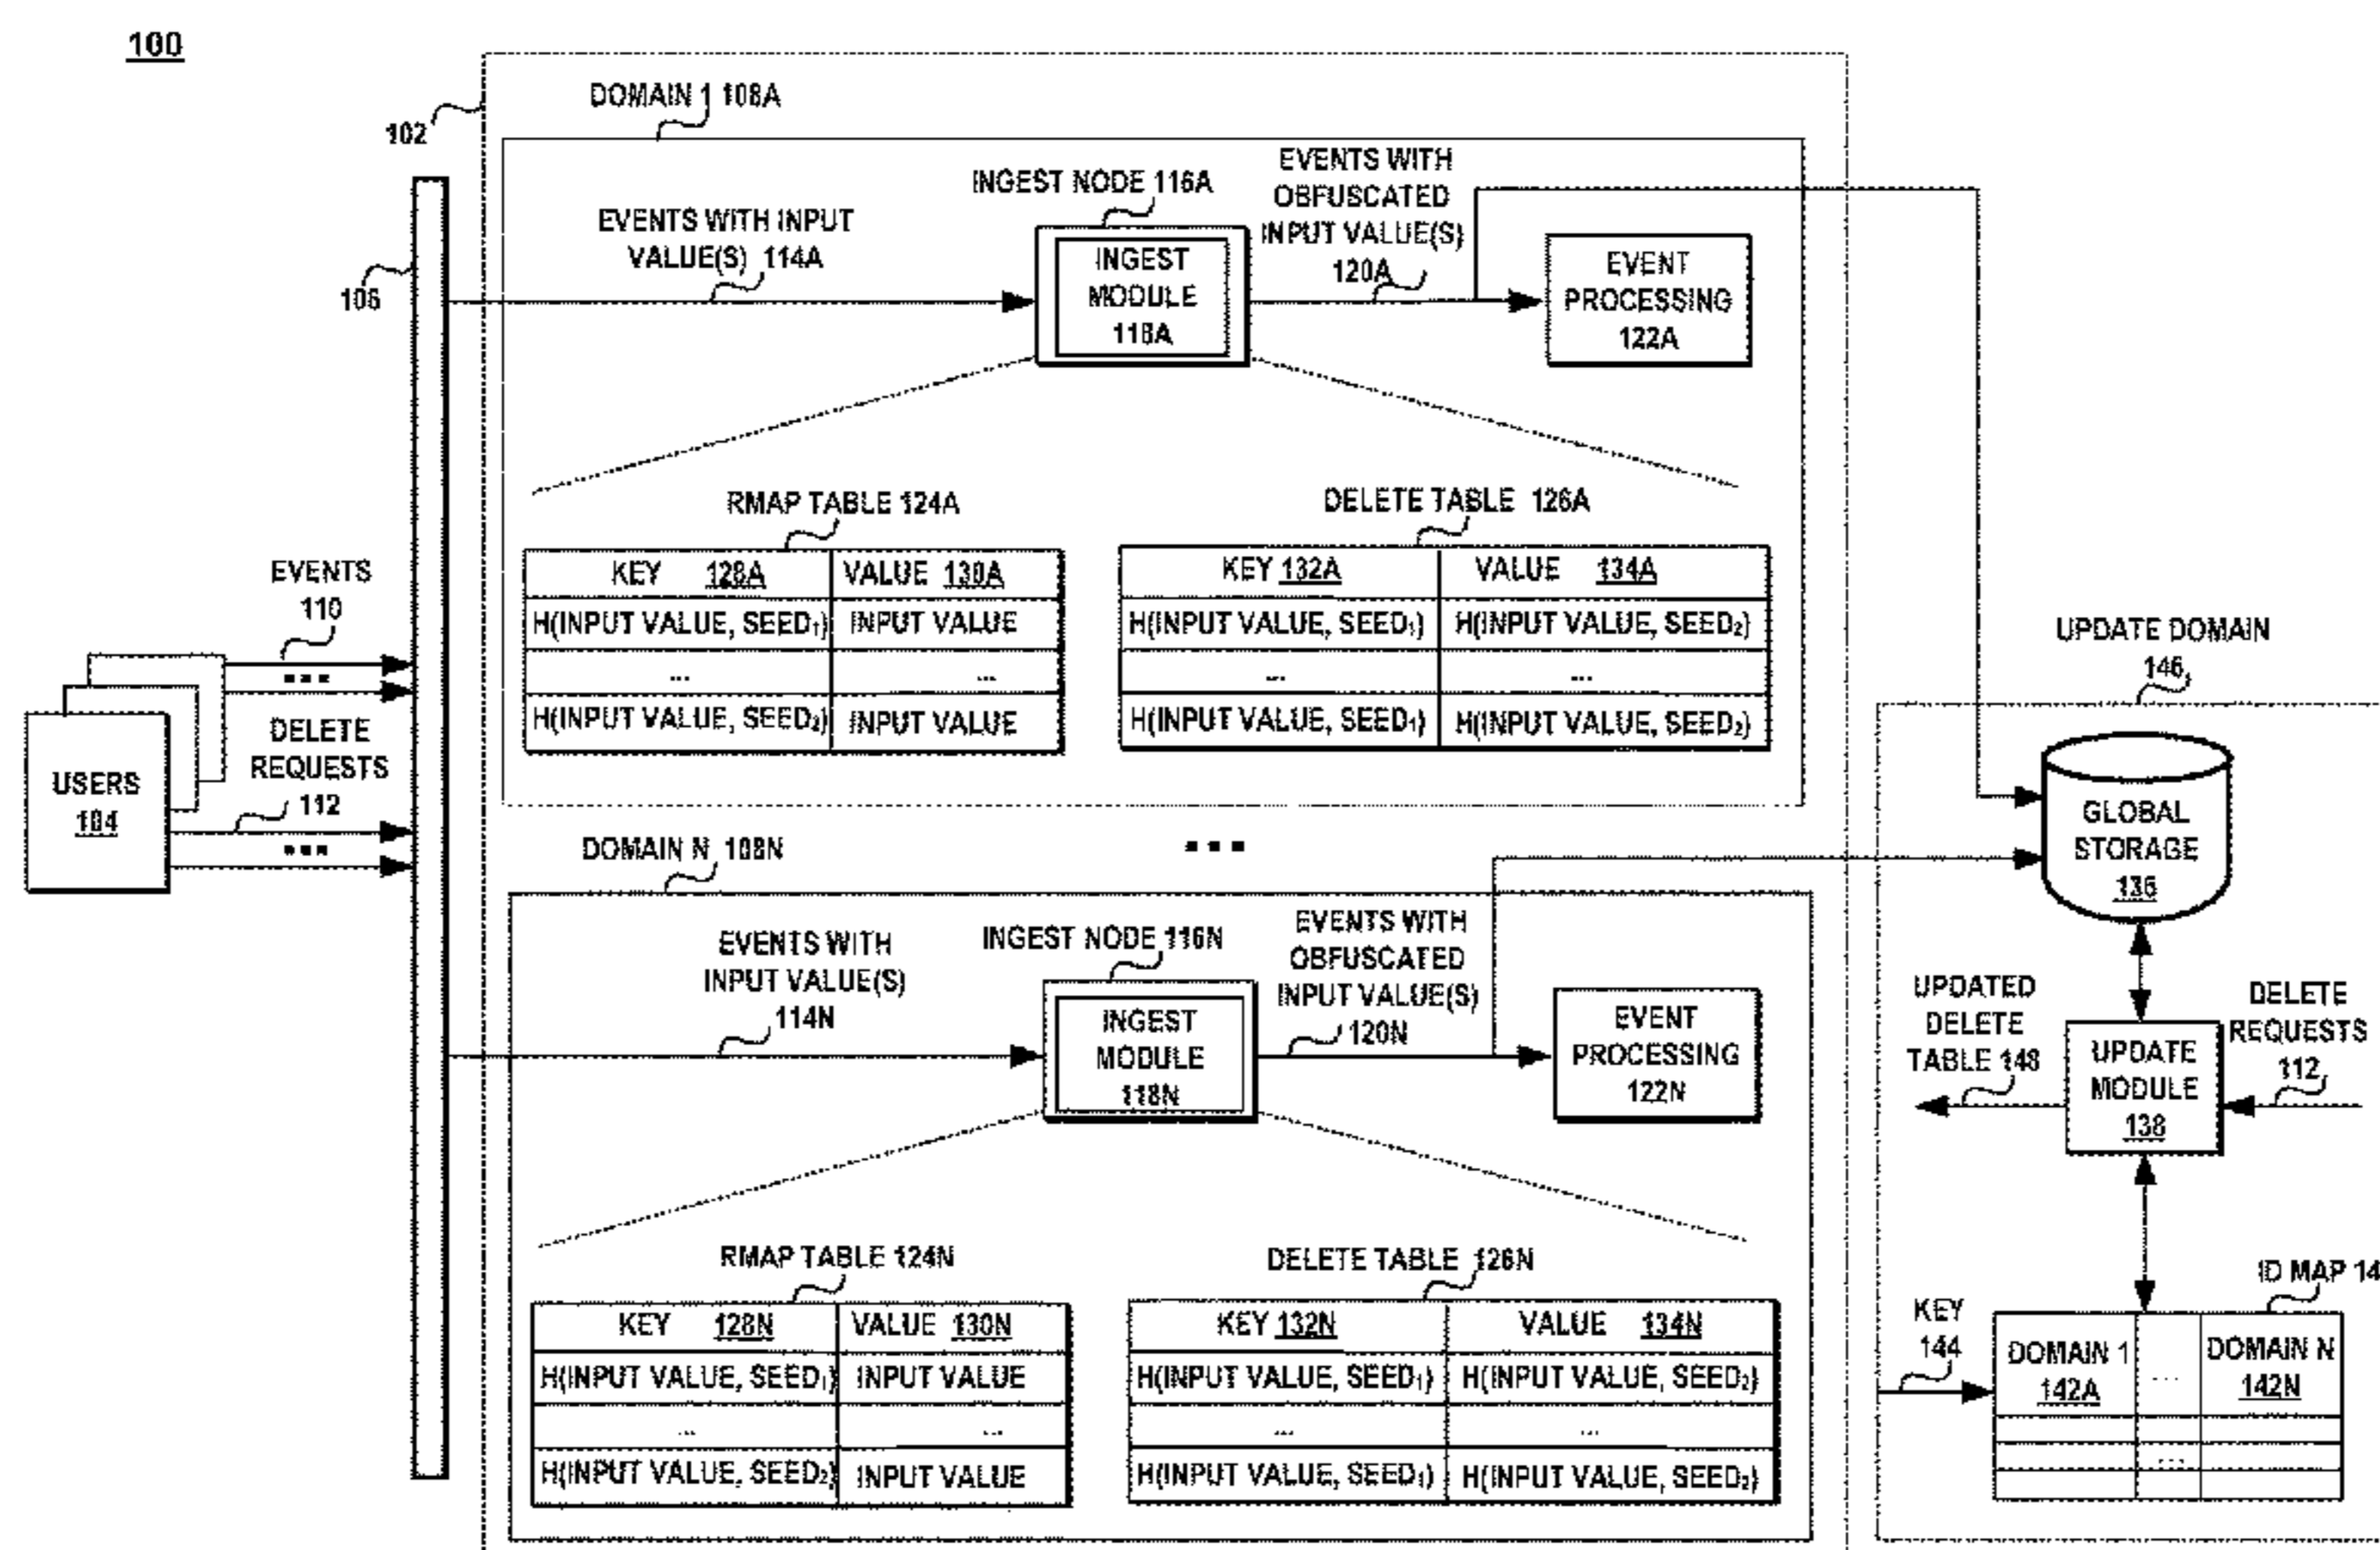 100
102
DOMAIN 1 108A
106
EVENTS WITH INPUT
VALUE(S) 114A
INGEST NODE 116A
INGEST
MODULE
118A
EVENTS WITH
OBFUSCATED
INPUT VALUE(S)
120A
EVENT
PROCESSING
122A
RMAP TABLE 124A
KEY 128A VALUE 130A
H(INPUT VALUE, SEED₁) INPUT VALUE
... ...
H(INPUT VALUE, SEED₂) INPUT VALUE
DELETE TABLE 126A
KEY 132A VALUE 134A
H(INPUT VALUE, SEED₁) H(INPUT VALUE, SEED₂)
... ...
H(INPUT VALUE, SEED₁) H(INPUT VALUE, SEED₂)
EVENTS
110
...
DELETE
REQUESTS
112
...
USERS
104
...
DOMAIN N 108N
EVENTS WITH
INPUT VALUE(S)
114N
INGEST NODE 116N
INGEST
MODULE
118N
EVENTS WITH
OBFUSCATED
INPUT VALUE(S)
120N
EVENT
PROCESSING
122N
RMAP TABLE 124N
KEY 128N VALUE 130N
H(INPUT VALUE, SEED₁) INPUT VALUE
... ...
H(INPUT VALUE, SEED₂) INPUT VALUE
DELETE TABLE 126N
KEY 132N VALUE 134N
H(INPUT VALUE, SEED₁) H(INPUT VALUE, SEED₂)
... ...
H(INPUT VALUE, SEED₁) H(INPUT VALUE, SEED₂)
UPDATE DOMAIN
146
GLOBAL
STORAGE
136
UPDATED
DELETE
TABLE 148
UPDATE
MODULE
138
DELETE
REQUESTS
112
ID MAP
KEY
144
DOMAIN 1 ... DOMAIN N
142A 142N
...